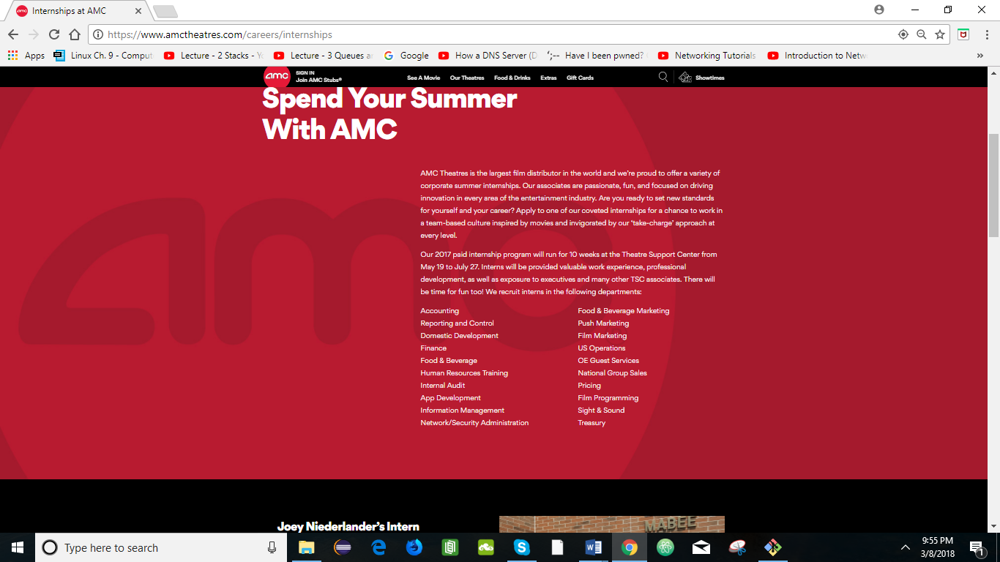 amc
Internships at AMC
https://www.amctheatres.com/careers/internships
Apps
Linux Ch. 9 - Comput
Lecture - 2 Stacks - Yo
Lecture - 3 Queues a
Google
How a DNS Server (D
Have I been pwned?
Networking Tutorials
Introduction to Netw
»
amc
SIGN IN
Join AMC Stubs®
See A Movie
Our Theatres
Food & Drinks
Extras
Gift Cards
Showtimes
Spend Your Summer
With AMC
amc
AMC Theatres is the largest film distributor in the world and we're proud to offer a variety of
corporate summer internships. Our associates are passionate, fun, and focused on driving
innovation in every area of the entertainment industry. Are you ready to set new standards
for yourself and your career? Apply to one of our coveted internships for a chance to work in
a team-based culture inspired by movies and invigorated by our 'take-charge' approach at
every level.
Our 2017 paid internship program will run for 10 weeks at the Theatre Support Center from
May 19 to July 27. Interns will be provided valuable work experience, professional
development, as well as exposure to executives and many other TSC associates. There will
be time for fun too! We recruit interns in the following departments:
Accounting
Reporting and Control
Domestic Development
Finance
Food & Beverage
Human Resources Training
Internal Audit
App Development
Information Management
Network/Security Administration
Food & Beverage Marketing
Push Marketing
Film Marketing
US Operations
OE Guest Services
National Group Sales
Pricing
Film Programming
Sight & Sound
Treasury
Joey Niederlander's Intern
MABEE
Type here to search
9:55 PM
3/8/2018
1